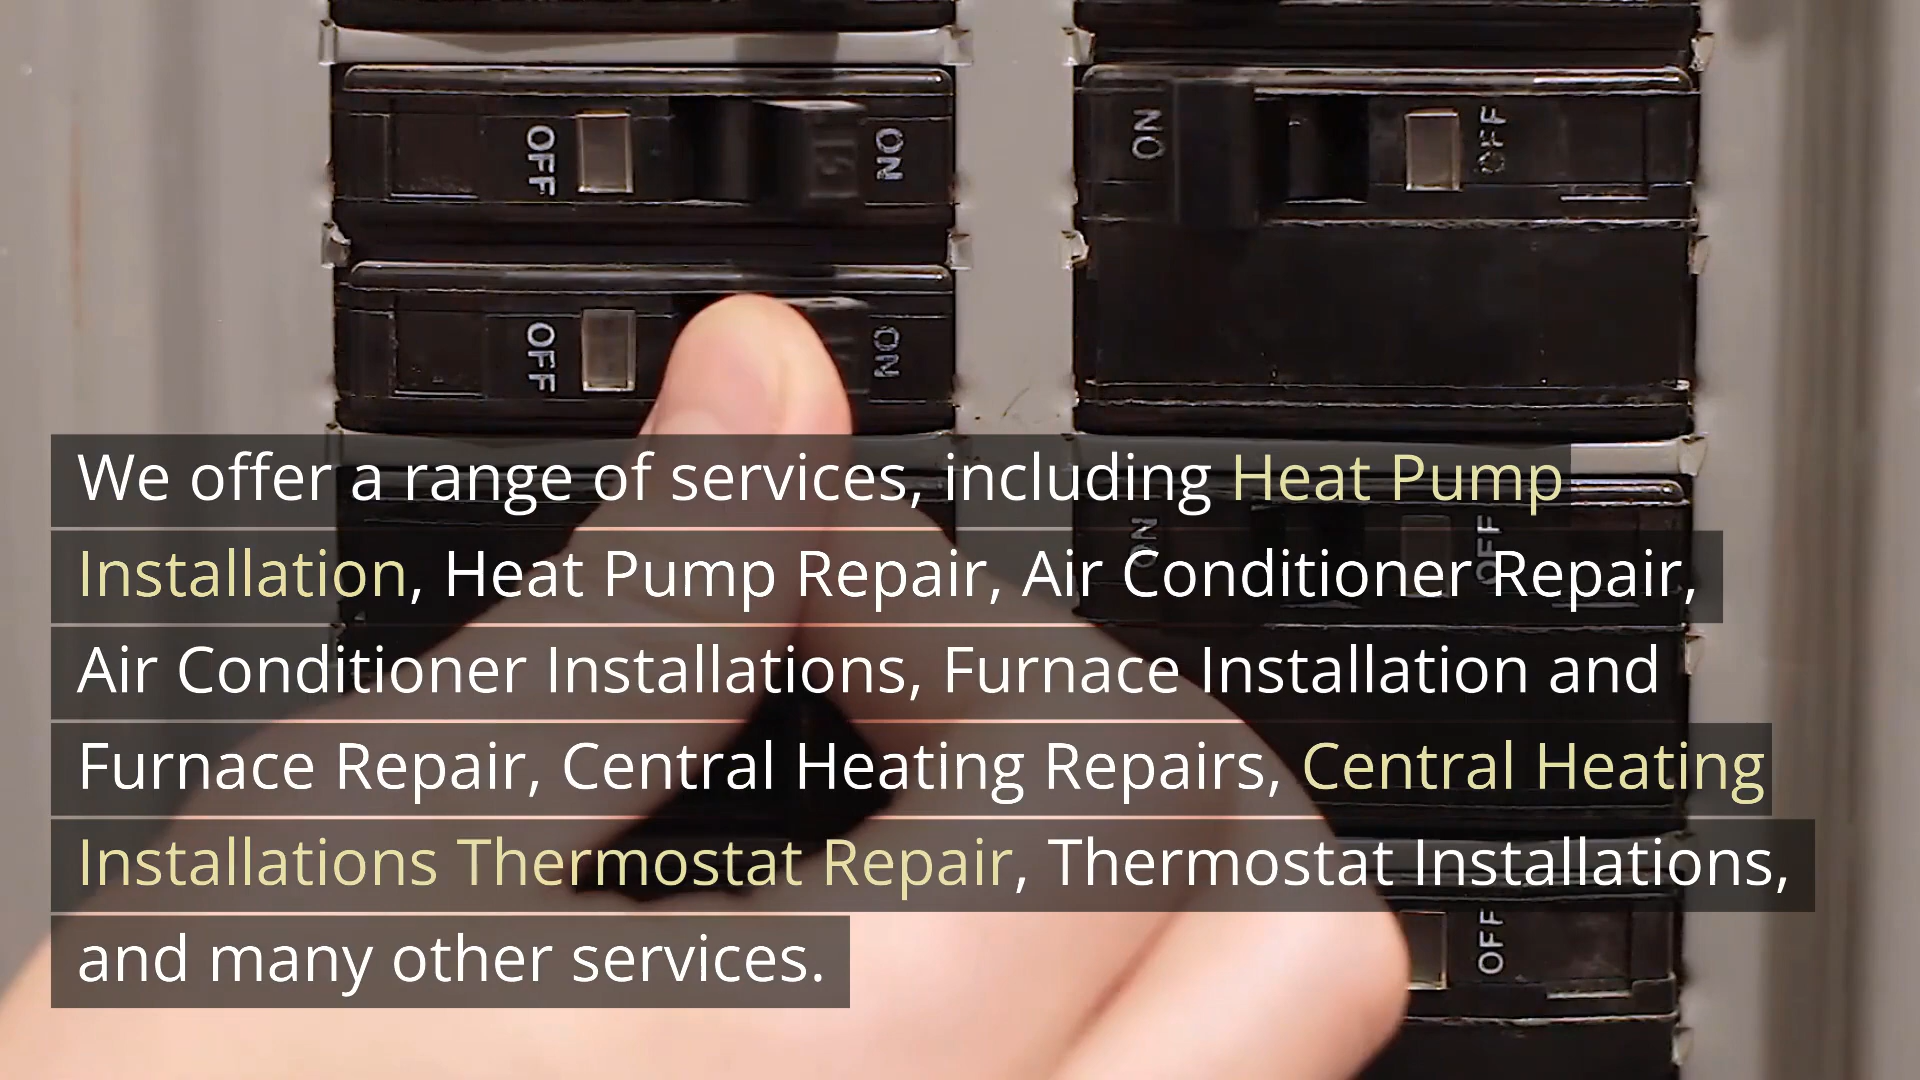 OFF ON ON OFF
OFF ON
We offer a range of services, including Heat Pump
Installation, Heat Pump Repair, Air Conditioner Repair,
Air Conditioner Installations, Furnace Installation and
Furnace Repair, Central Heating Repairs, Central Heating
Installations Thermostat Repair, Thermostat Installations,
and many other services.
ON OFF
OFF